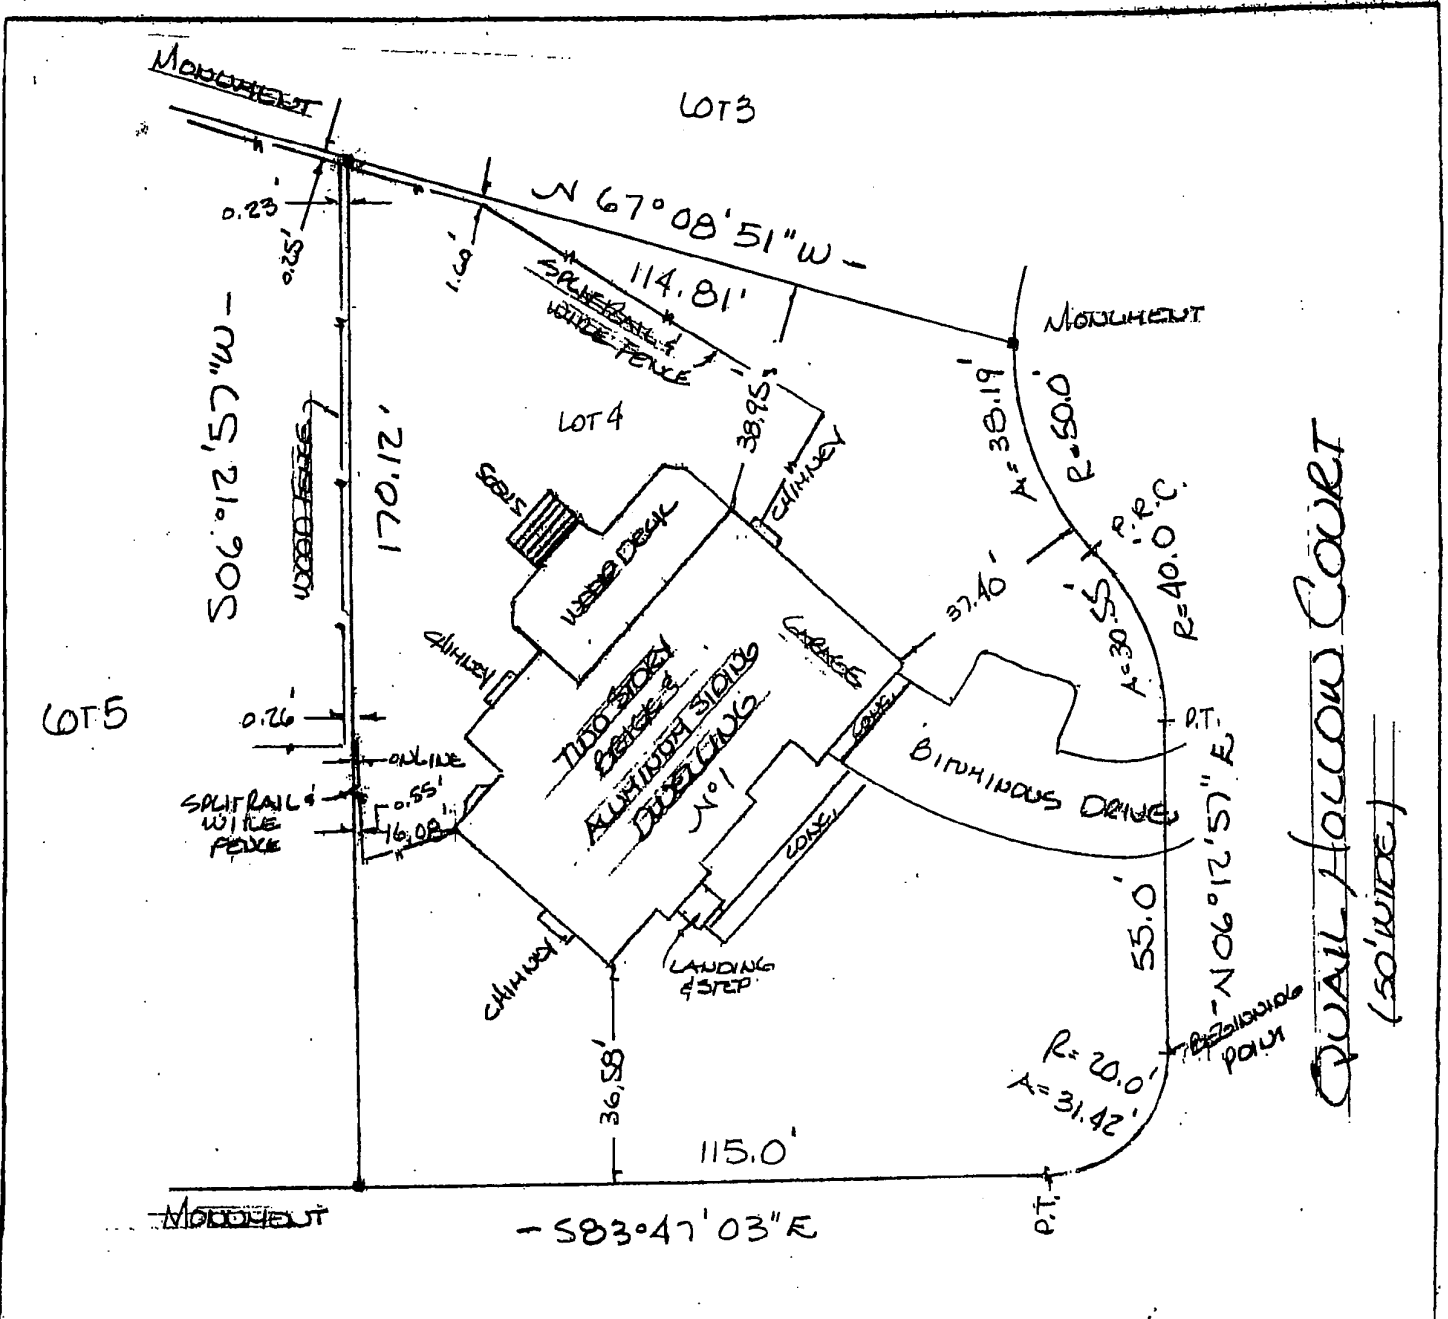 MONUMENT
LOT 3
N 67° 08' 51" W -
114.81'
0.23'
0.25'
1.60'
SPLIT RAIL &
WIRE FENCE
MONUMENT
A= 38.19'
R= 50.0'
38.95'
S06°12'57"W -
WOOD FENCE
170.12'
LOT 4
STEPS
WOOD DECK
CHIMNEY
P.R.C.
R=40.0'
A=30.55'
37.40'
GARAGE
CHIMNEY
TWO STORY
BRICK &
ALUMINUM SIDING
DWELLING
No 1
CONC.
CONC.
BITUMINOUS DRIVE
P.T.
LOT 5
0.26'
ONLINE
SPLIT RAIL &
WIRE
FENCE
0.55'
16.08'
CHIMNEY
LANDING
& STEP
55.0'
- N06°12'57" E
QUAIL HOLLOW COURT
(50' WIDE)
BEGINNING
POINT
R= 20.0'
A= 31.42'
36.58'
115.0'
MONUMENT
- S83°47'03"E
P.T.